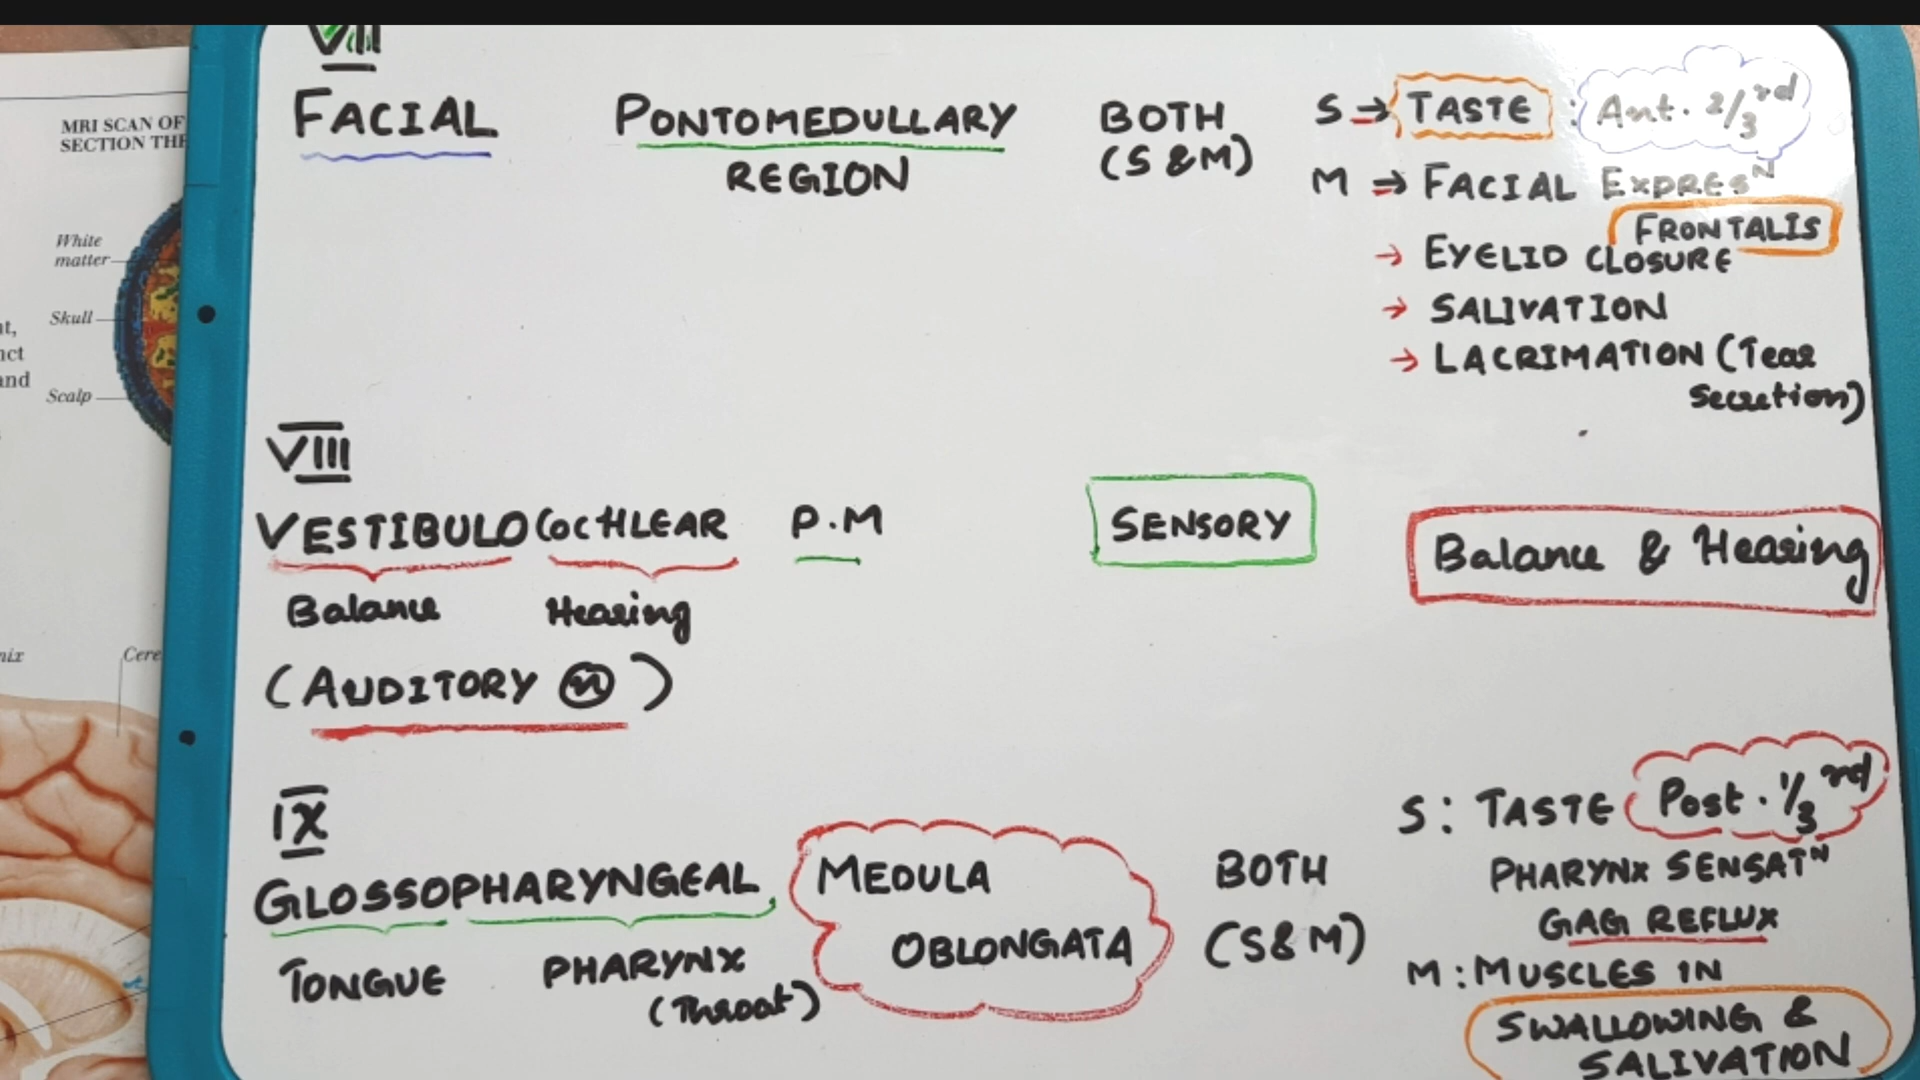 VII
FACIAL PONTOMEDULLARY REGION BOTH (S & M) S → TASTE : Ant. 2/3rd
M → FACIAL EXPRESN
FRONTALIS
→ EYELID CLOSURE
→ SALIVATION
→ LACRIMATION (Tear Secretion)
VIII
VESTIBULOCOCHLEAR P.M SENSORY Balance & Hearing
Balance Hearing
(AUDITORY n)
IX
GLOSSOPHARYNGEAL MEDULA OBLONGATA BOTH (S & M) S: TASTE Post. 1/3rd
TONGUE PHARYNX (Throat)
PHARYNX SENSATN
GAG REFLUX
M: MUSCLES IN
SWALLOWING &
SALIVATION
MRI SCAN OF
SECTION THE
White
matter
Skull
Scalp
and
Cere